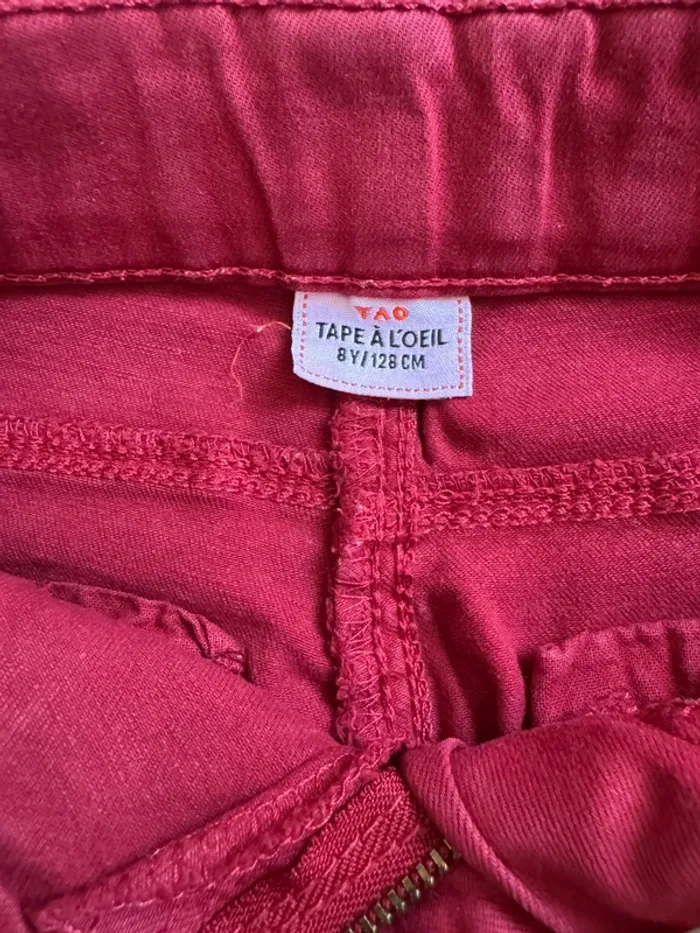 TAO
TAPE À L'OEIL
8Y/128CM